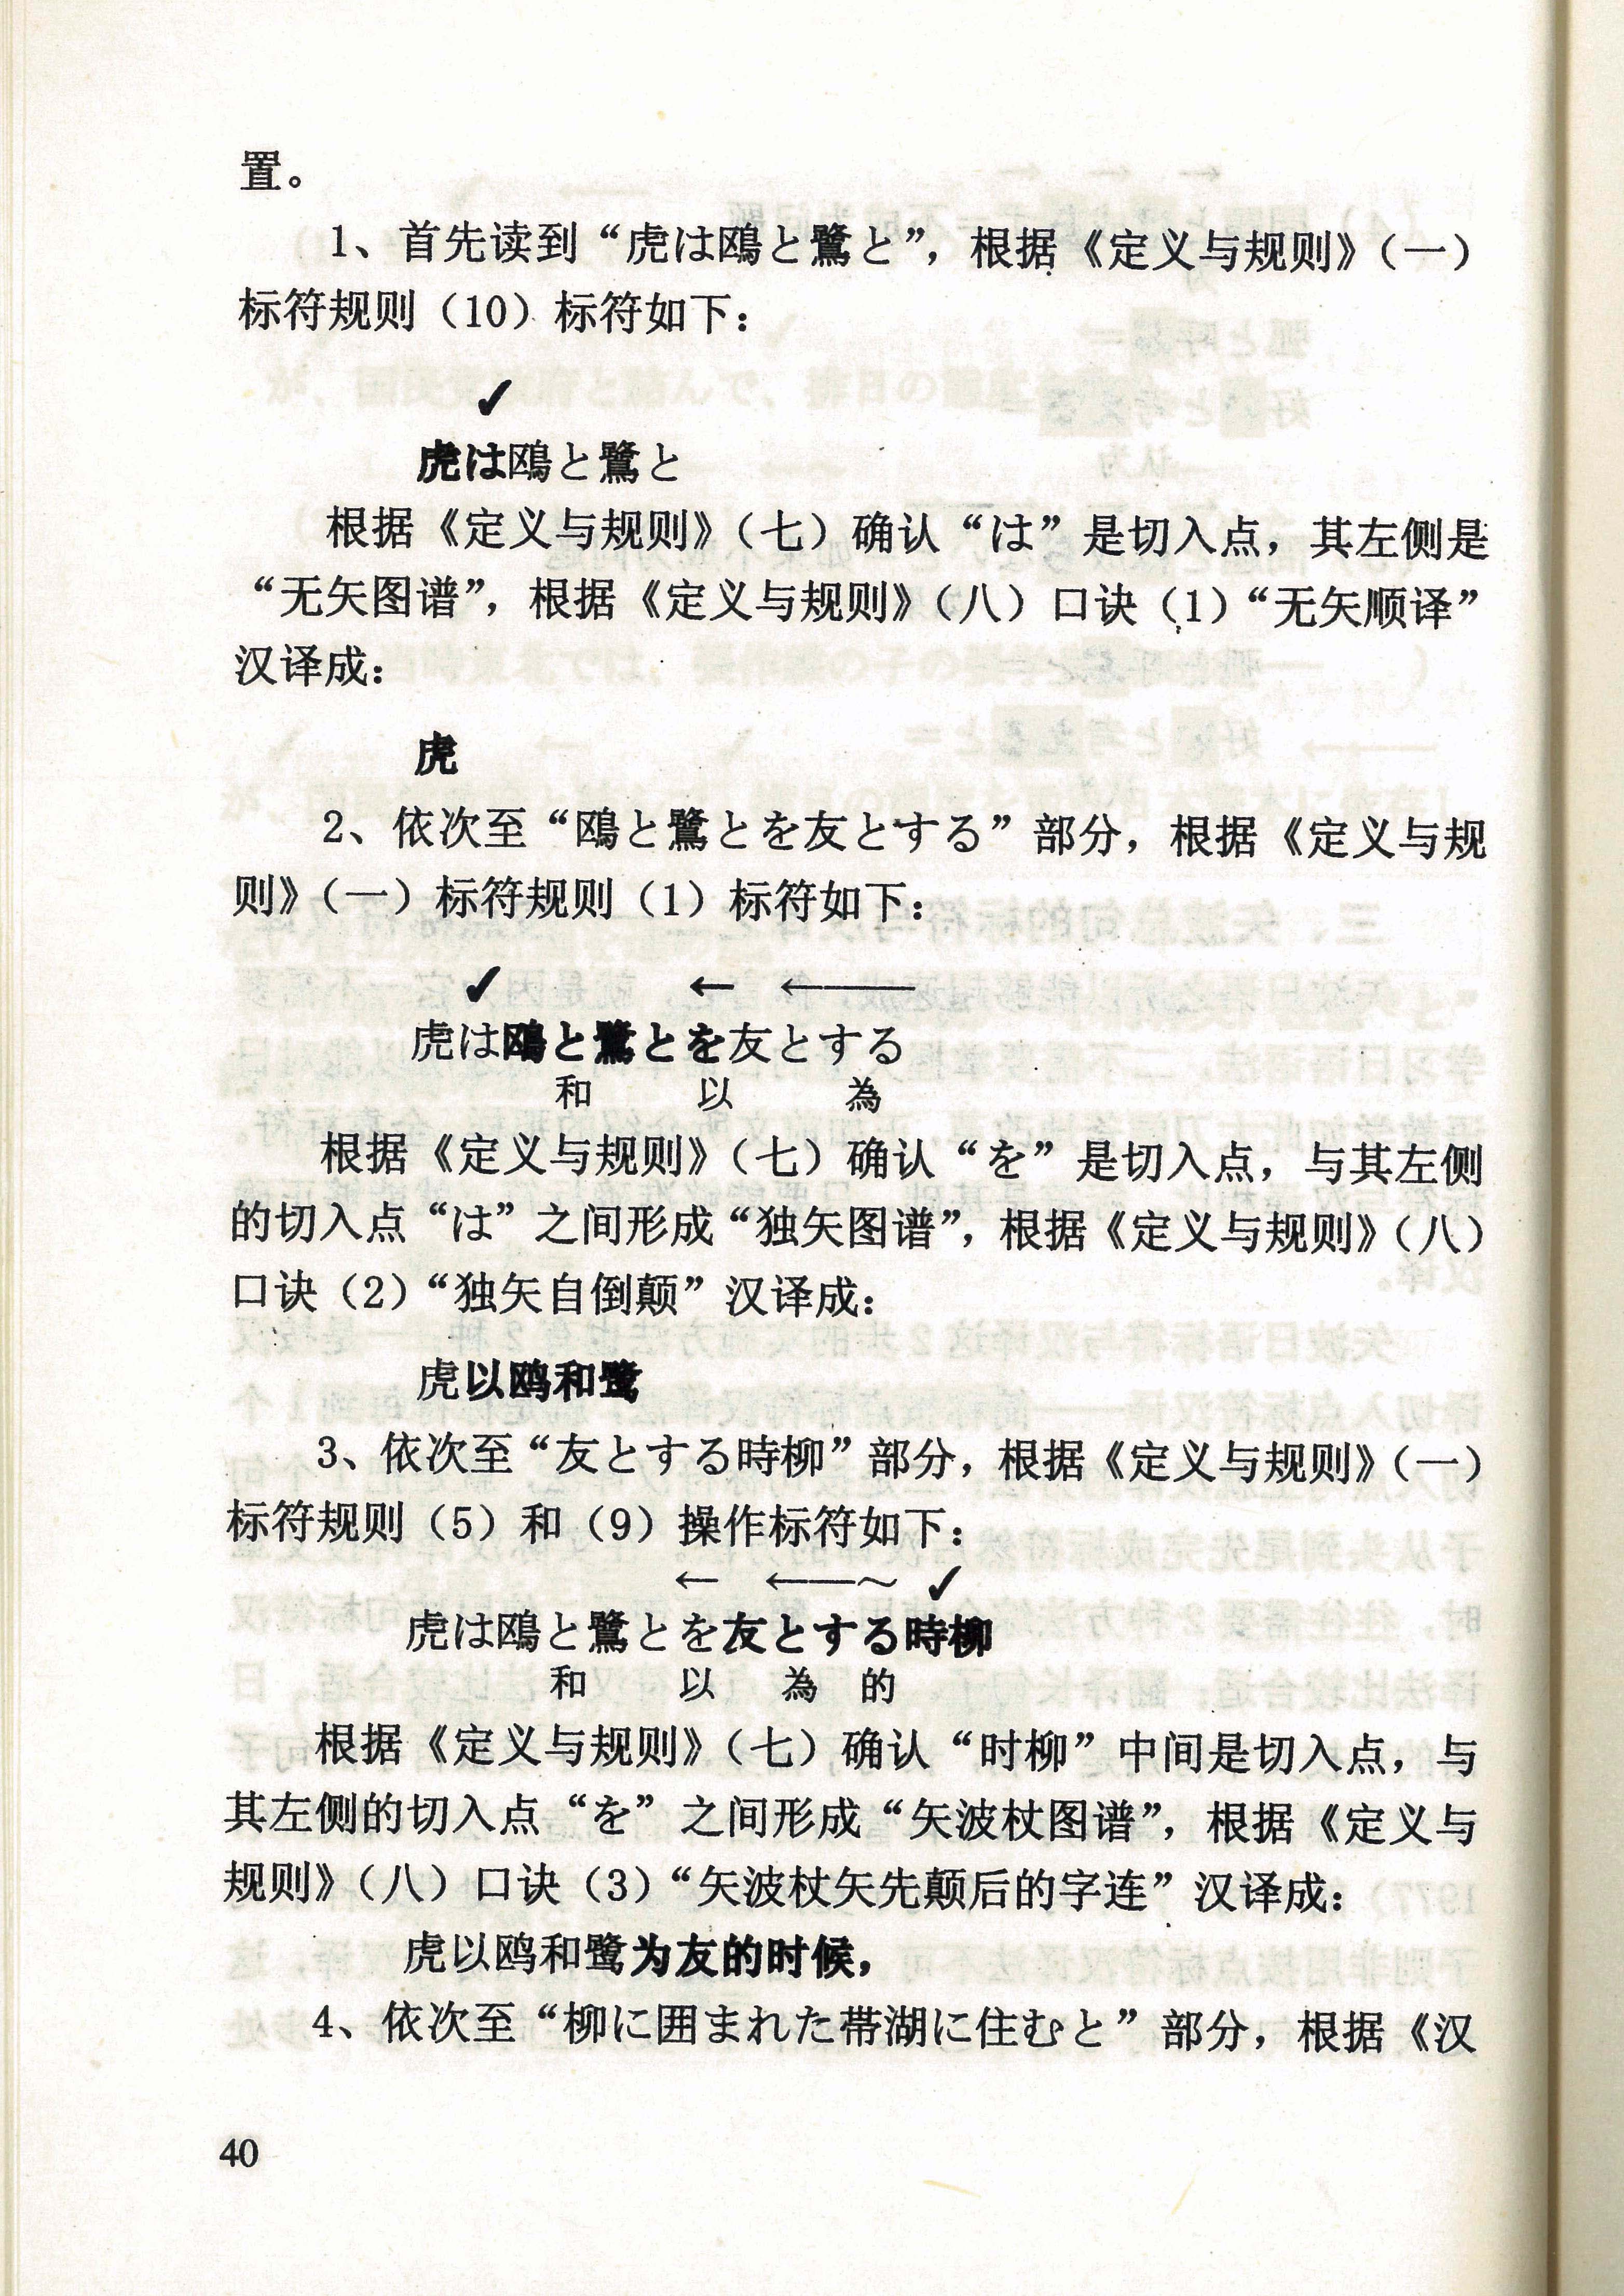 置。
1、首先读到“虎は鴎と鷺と”，根据《定义与规则》（一）
标符规则（10）标符如下：
✓
虎は鴎と鷺と
根据《定义与规则》（七）确认“は”是切入点，其左侧是
“无矢图谱”，根据《定义与规则》（八）口诀（1）“无矢顺译”
汉译成：
虎
2、依次至“鴎と鷺とを友とする”部分，根据《定义与规
则》（一）标符规则（1）标符如下：
✓ ← ←——
虎は鴎と鷺とを友とする
和 以 為
根据《定义与规则》（七）确认“を”是切入点，与其左侧
的切入点“は”之间形成“独矢图谱”，根据《定义与规则》（八）
口诀（2）“独矢自倒颠”汉译成：
虎以鸥和鹭
3、依次至“友とする時柳”部分，根据《定义与规则》（一）
标符规则（5）和（9）操作标符如下：
← ←——～ ✓
虎は鴎と鷺とを友とする時柳
和 以 為 的
根据《定义与规则》（七）确认“时柳”中间是切入点，与
其左侧的切入点“を”之间形成“矢波杖图谱”，根据《定义与
规则》（八）口诀（3）“矢波杖矢先颠后的字连”汉译成：
虎以鸥和鹭为友的时候，
4、依次至“柳に囲まれた帯湖に住むと”部分，根据《汉
40